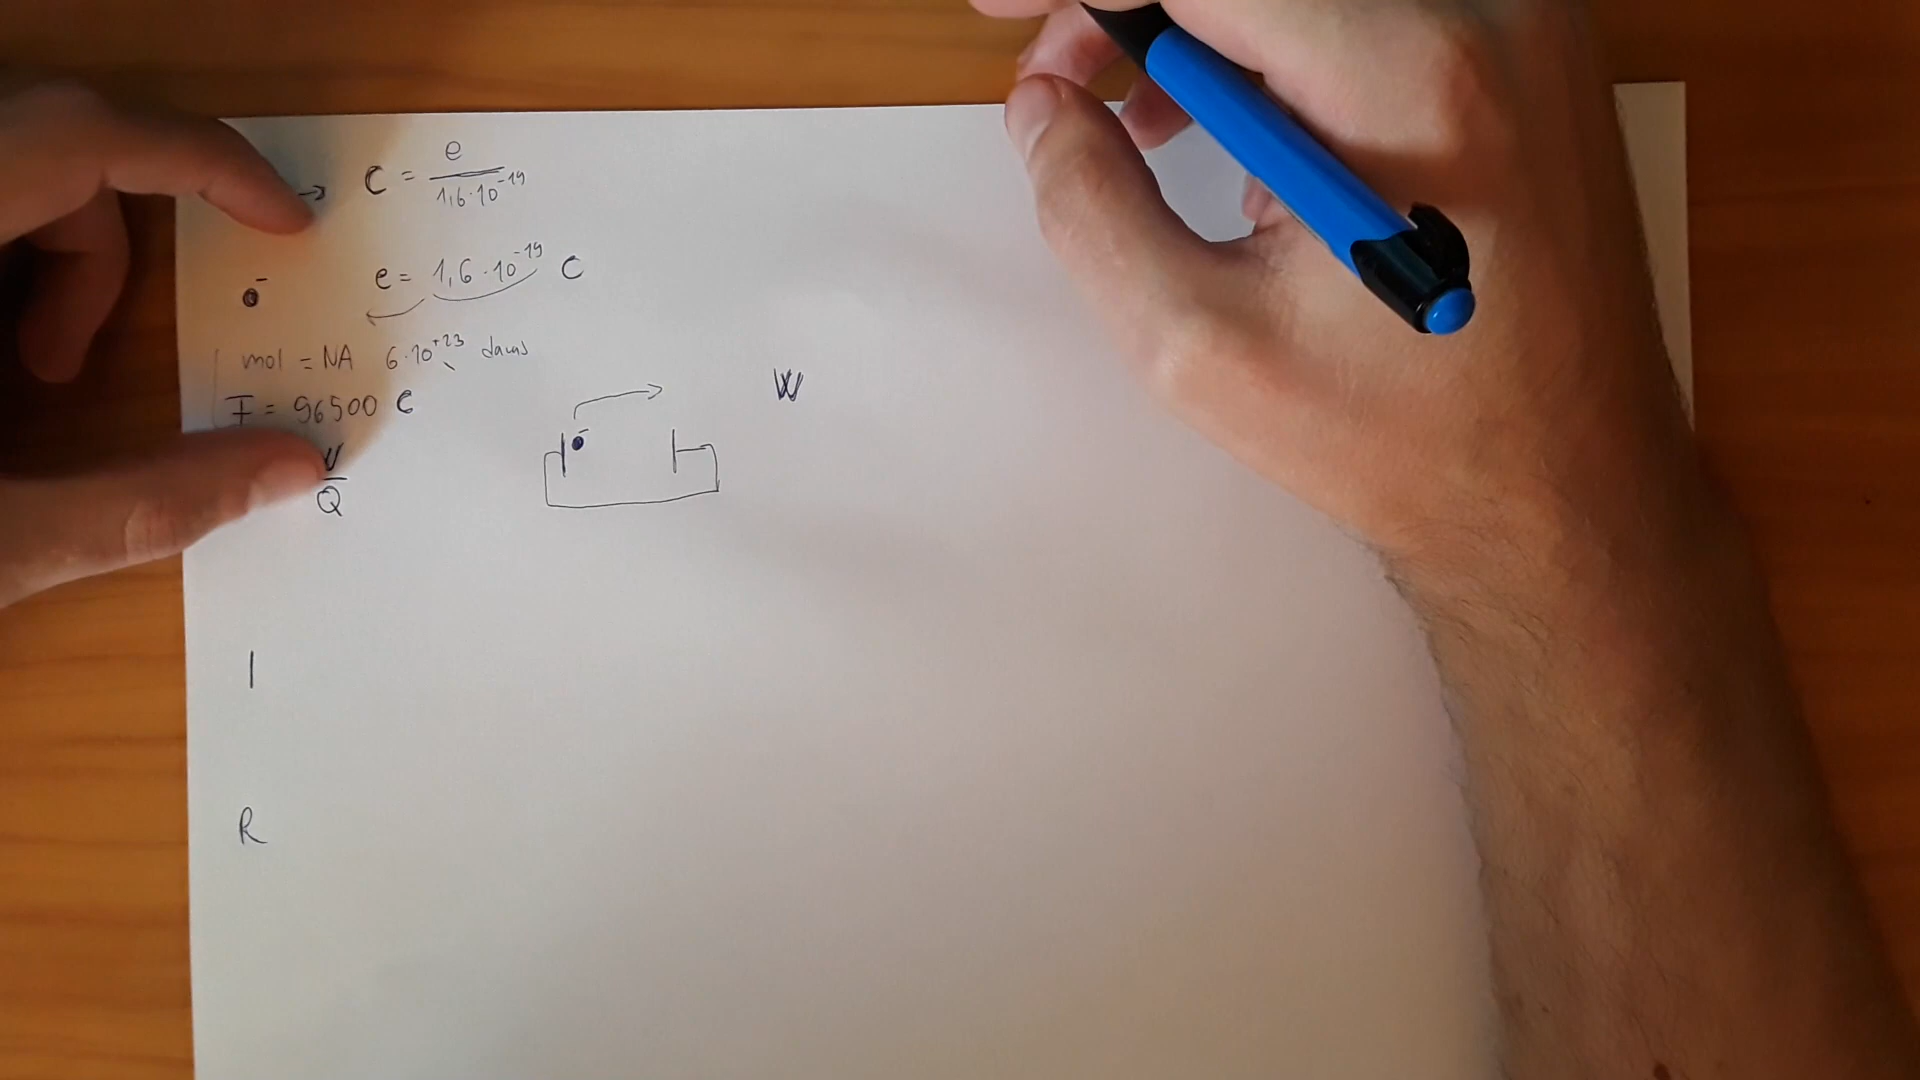 → C = e / 1,6·10⁻¹⁹
e = 1,6·10⁻¹⁹ C
mol = NA 6·10⁺²³
F = 96500 C
W
Q
I
R